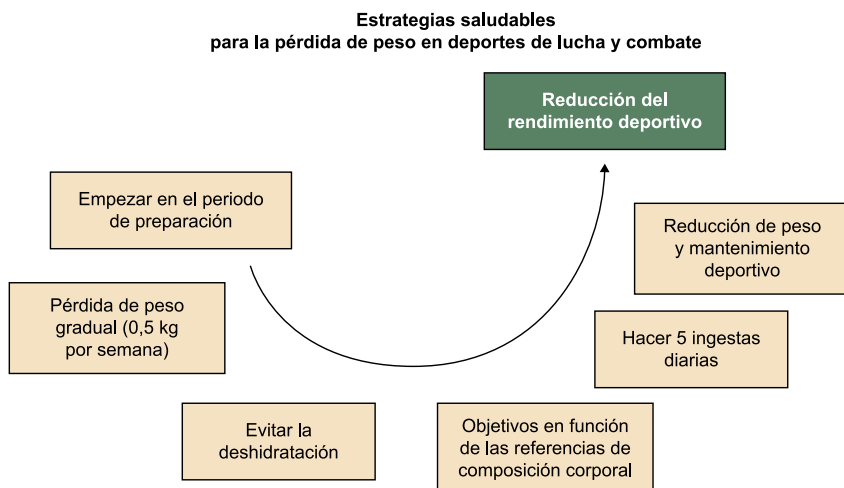 Estrategias saludables
para la pérdida de peso en deportes de lucha y combate
Reducción del
rendimiento deportivo
Empezar en el periodo
de preparación
Reducción de peso
y mantenimiento
deportivo
Pérdida de peso
gradual (0,5 kg
por semana)
Hacer 5 ingestas
diarias
Evitar la
deshidratación
Objetivos en función
de las referencias de
composición corporal